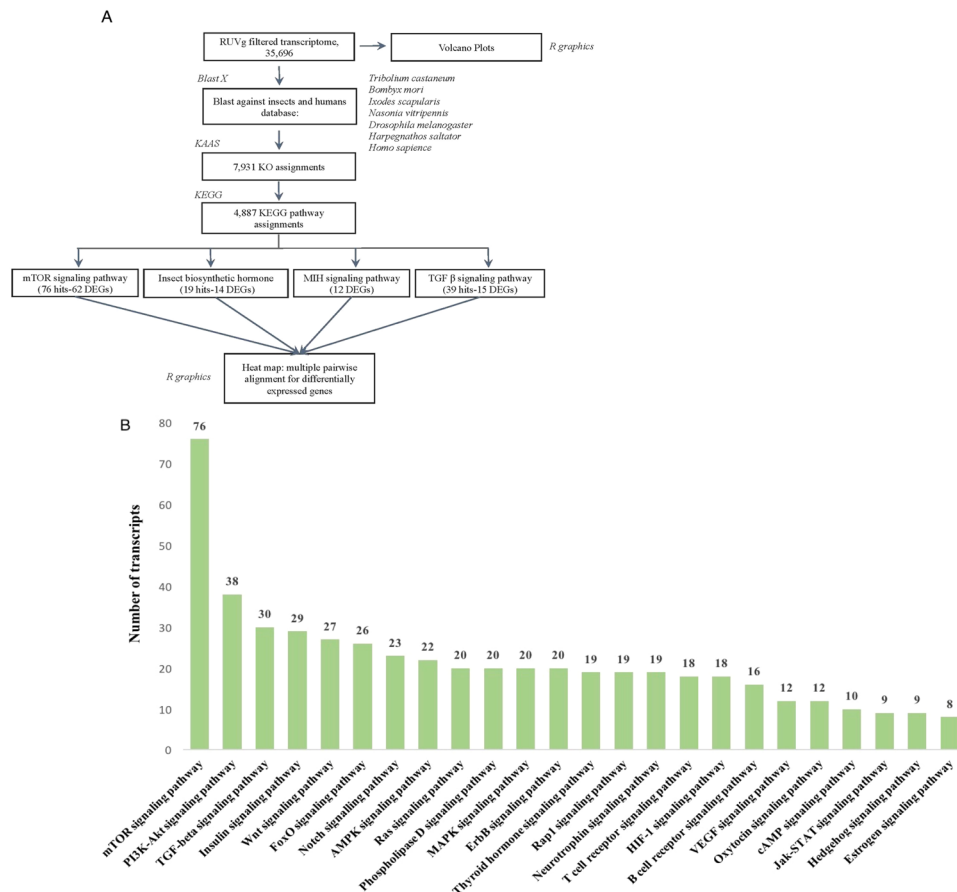 A
RUVg filtered transcriptome,
35,696
Volcano Plots
R graphics
Blast X
Blast against insects and humans
database:
Tribolium castaneum
Bombyx mori
Ixodes scapularis
Nasonia vitripennis
Drosophila melanogaster
Harpegnathos saltator
Homo sapience
KAAS
7,931 KO assignments
KEGG
4,887 KEGG pathway
assignments
mTOR signaling pathway
(76 hits-62 DEGs)
Insect biosynthetic hormone
(19 hits-14 DEGs)
MIH signaling pathway
(12 DEGs)
TGF β signaling pathway
(39 hits-15 DEGs)
R graphics
Heat map: multiple pairwise
alignment for differentially
expressed genes
B
Number of transcripts
80
70
60
50
40
30
20
10
0
76
38
30
29
27
26
23
22
20
20
20
20
19
19
19
18
18
16
12
12
10
9
9
8
mTOR signaling pathway
PI3K-Akt signaling pathway
TGF-beta signaling pathway
Insulin signaling pathway
Wnt signaling pathway
FoxO signaling pathway
Notch signaling pathway
AMPK signaling pathway
Ras signaling pathway
Phospholipase D signaling pathway
MAPK signaling pathway
ErbB signaling pathway
Thyroid hormone signaling pathway
Rap1 signaling pathway
Neurotrophin signaling pathway
T cell receptor signaling pathway
HIF-1 signaling pathway
B cell receptor signaling pathway
VEGF signaling pathway
Oxytocin signaling pathway
cAMP signaling pathway
Jak-STAT signaling pathway
Hedgehog signaling pathway
Estrogen signaling pathway